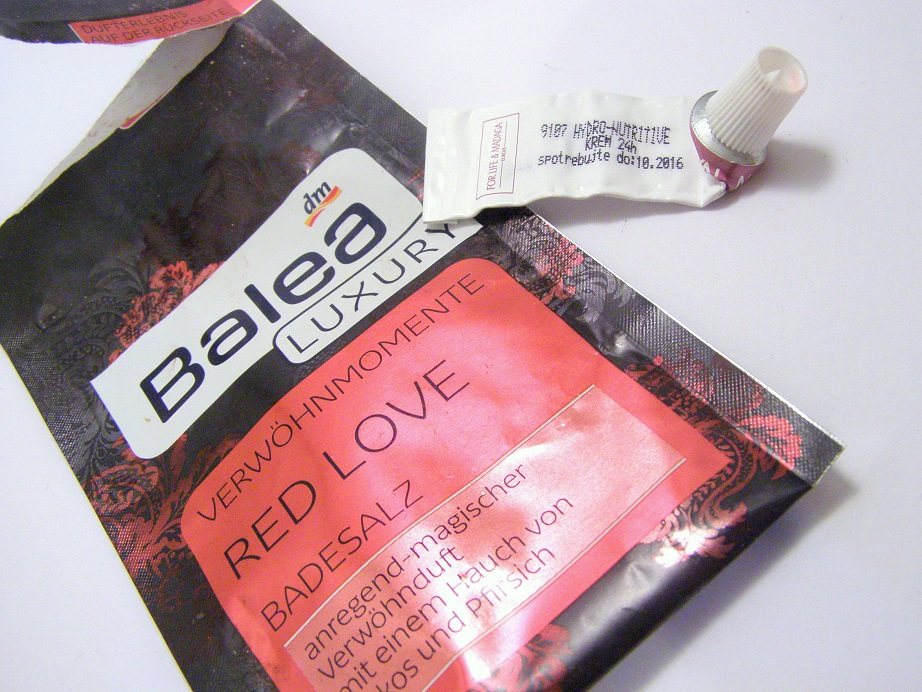 DUFTERLEBNIS
AUF DER RÜCKSEITE
FOR LIFE & MADAGA
9107 HYDRO-NUTRITIVE
KREM 24h
spotrebujte do:10.2016
dm
Balea
LUXURY
VERWÖHNMOMENTE
RED LOVE
BADESALZ
anregend-magischer
Verwöhnduft
mit einem Hauch von
kos und Pfirsich